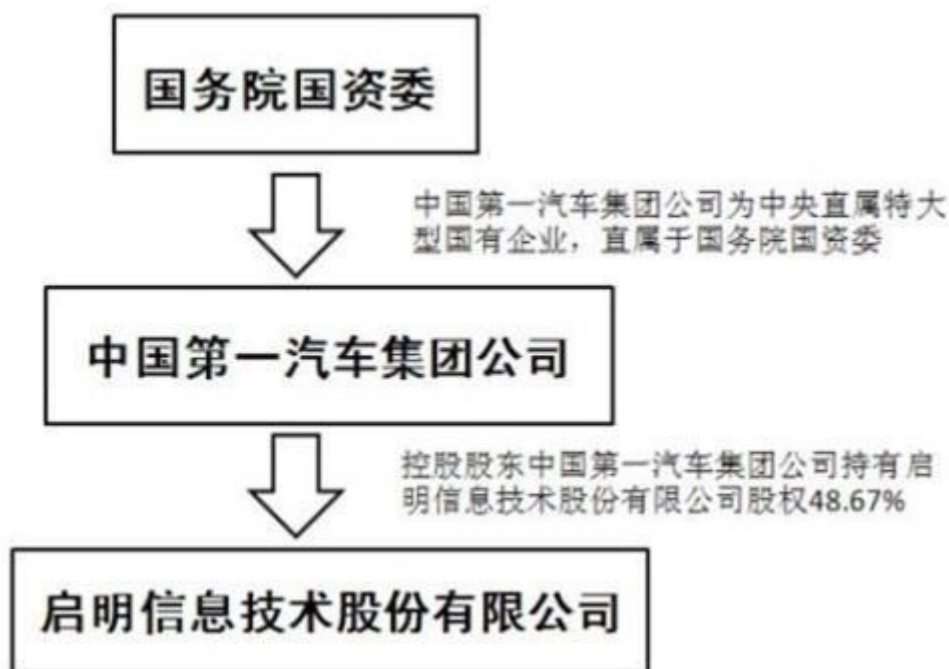 国务院国资委
中国第一汽车集团公司为中央直属特大
型国有企业，直属于国务院国资委
中国第一汽车集团公司
控股股东中国第一汽车集团公司持有启
明信息技术股份有限公司股权48.67%
启明信息技术股份有限公司